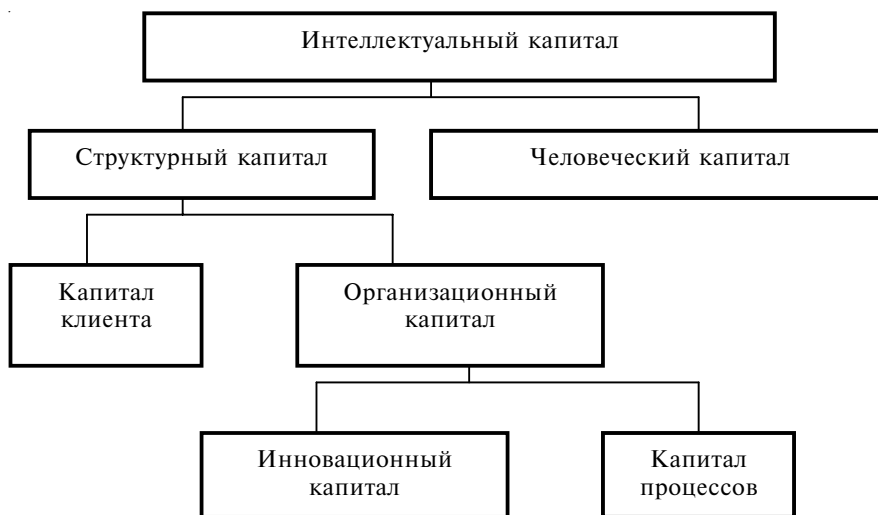 Интеллектуальный капитал
Структурный капитал
Человеческий капитал
Капитал
клиента
Организационный
капитал
Инновационный
капитал
Капитал
процессов